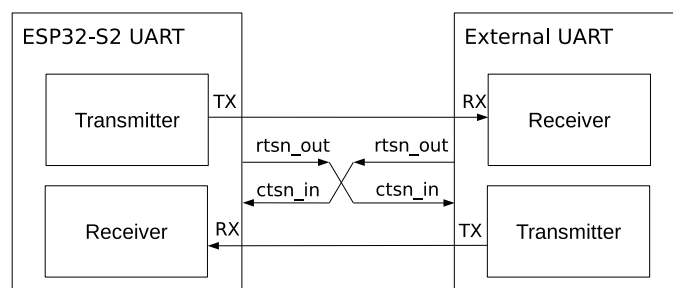 ESP32-S2 UART
External UART
TX
RX
Transmitter
Receiver
rtsn_out
rtsn_out
ctsn_in
ctsn_in
Receiver
RX
TX
Transmitter